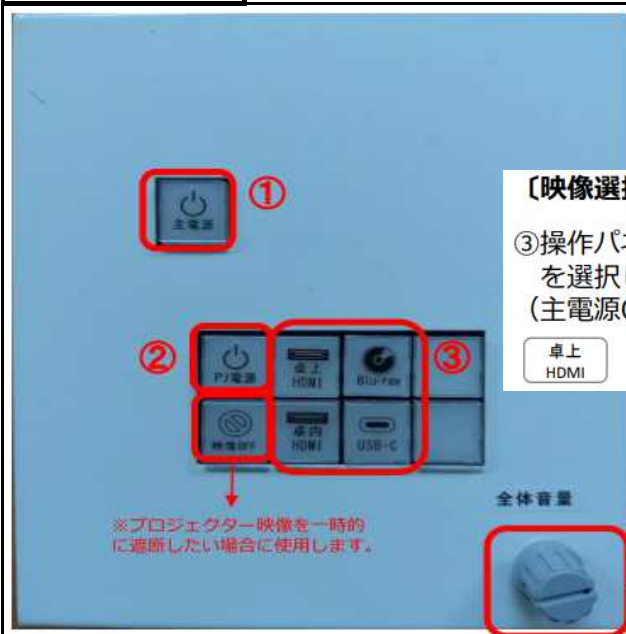 ①
主電源
〔映像選
③操作パ
を選択
（主電源
卓上
HDMI
②
PJ電源
卓上
HDMI
Blu-ray
③
映像OFF
卓内
HDMI
USB-C
※プロジェクター映像を一時的
に遮断したい場合に使用します。
全体音量